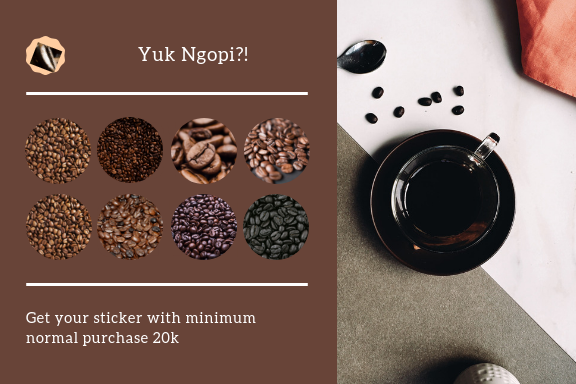 Yuk Ngopi?!
Get your sticker with minimum
normal purchase 20k